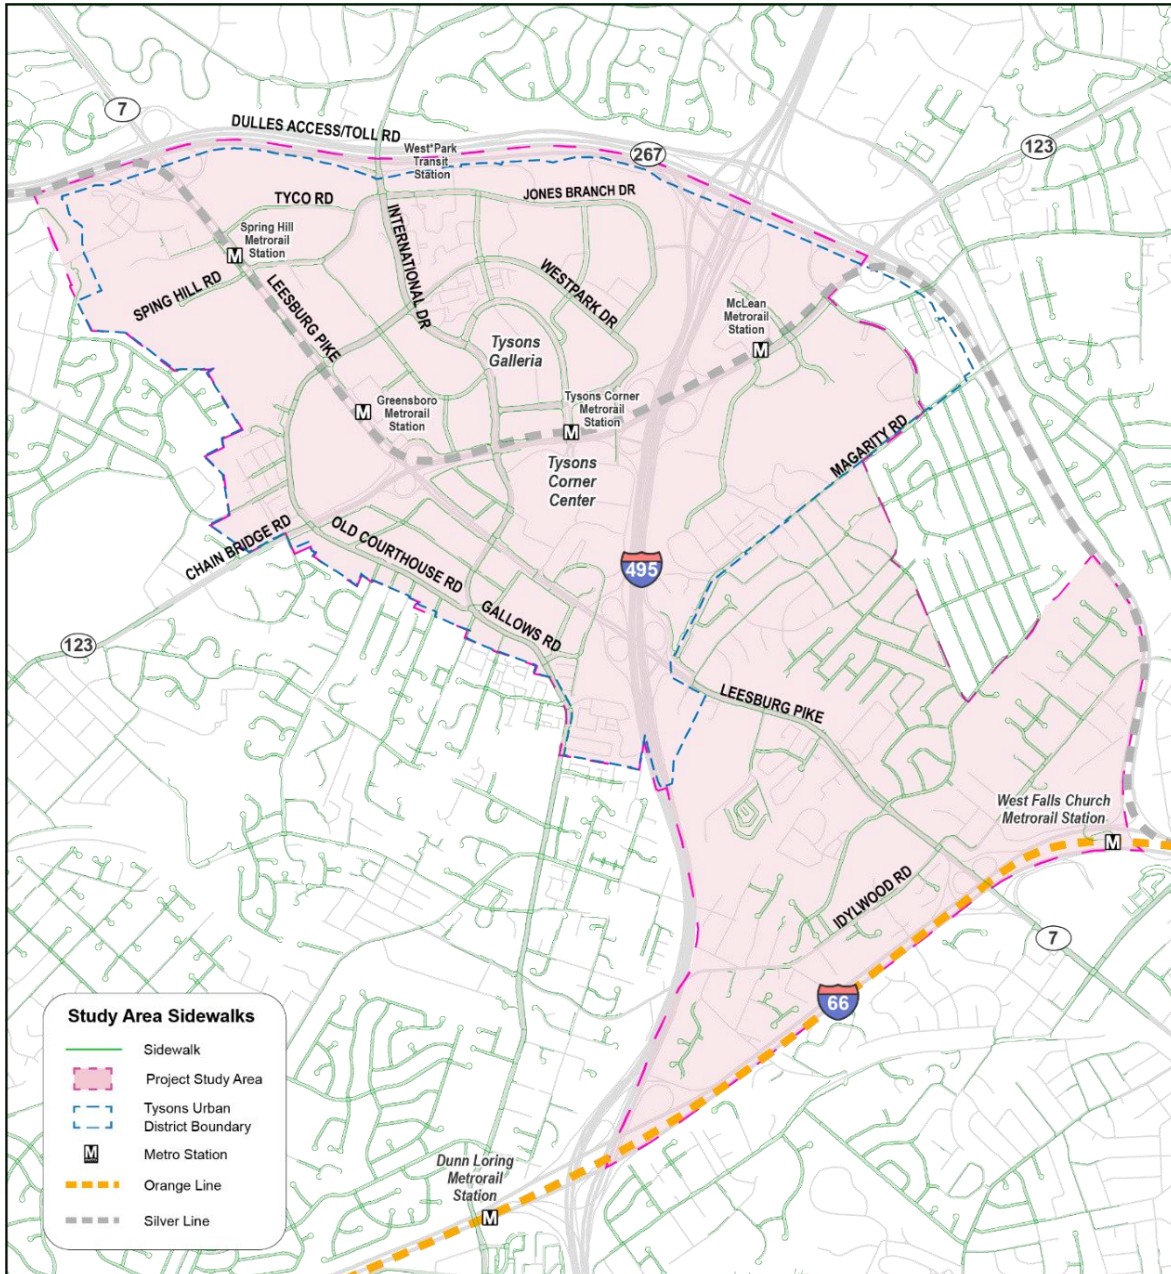 7
DULLES ACCESS/TOLL RD
West*Park
Transit
Station
267
123
TYCO RD
JONES BRANCH DR
Spring Hill
Metrorail
Station
M
INTERNATIONAL DR
SPING HILL RD
LEESBURG PIKE
WESTPARK DR
McLean
Metrorail
Station
M
Tysons
Galleria
Greensboro
Metrorail
Station
M
Tysons Corner
Metrorail
Station
M
MAGARITY RD
Tysons
Corner
Center
CHAIN BRIDGE RD
OLD COURTHOUSE RD
495
GALLOWS RD
123
LEESBURG PIKE
West Falls Church
Metrorail Station
M
IDYLWOOD RD
7
66
Dunn Loring
Metrorail
Station
M
Study Area Sidewalks
Sidewalk
Project Study Area
Tysons Urban
District Boundary
M
Metro Station
Orange Line
Silver Line